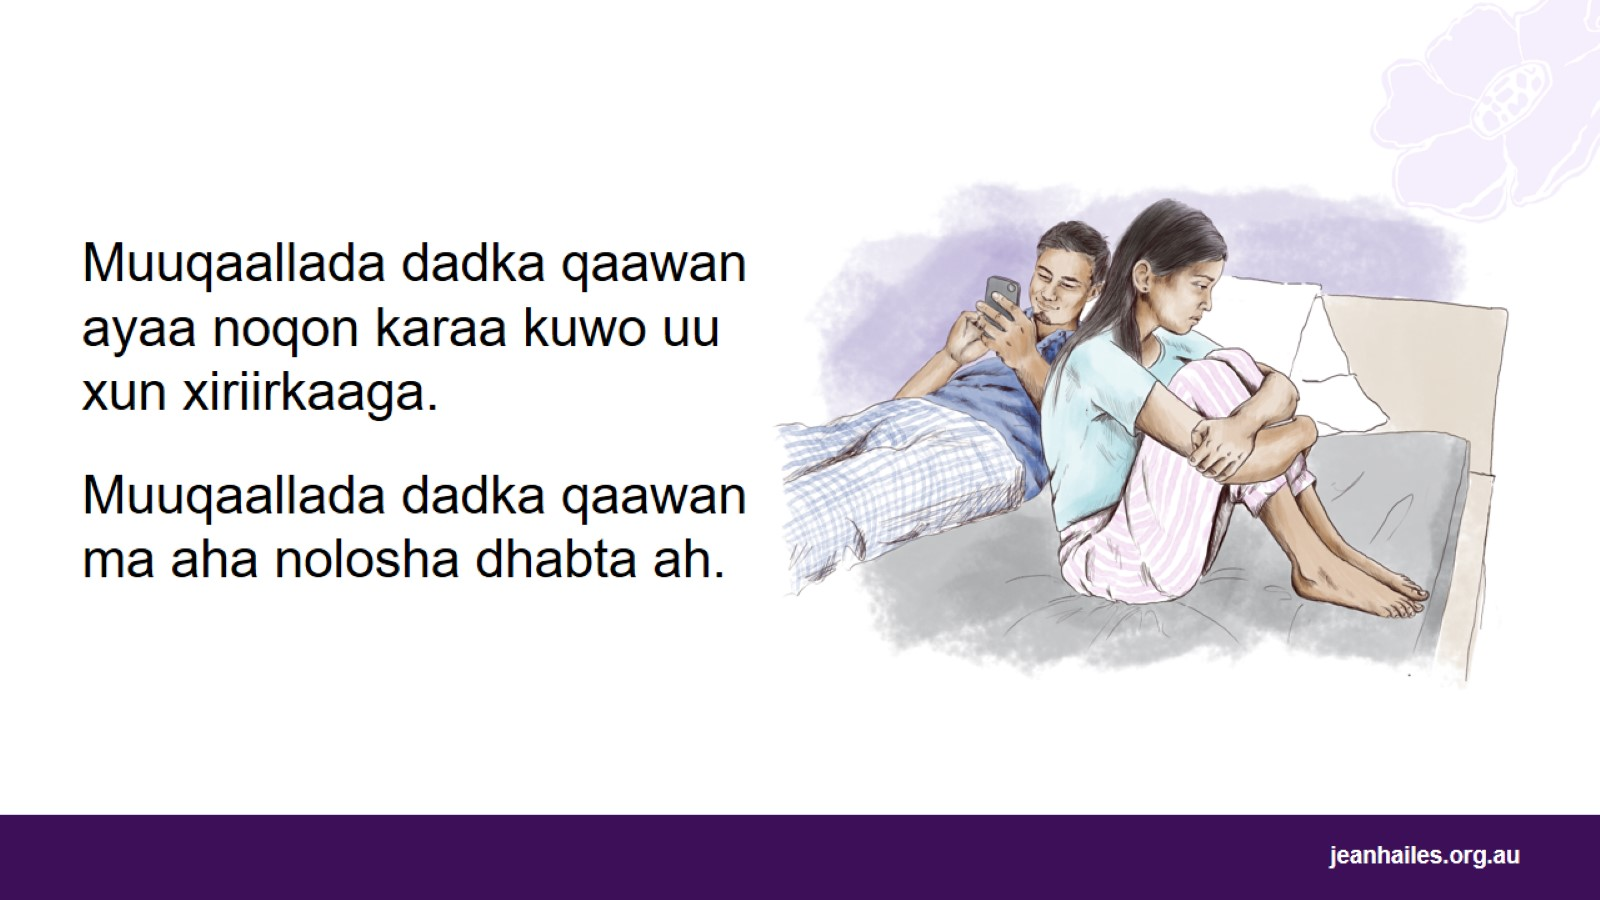 Muuqaallada dadka qaawan
ayaa noqon karaa kuwo uu
xun xiriirkaaga.
Muuqaallada dadka qaawan
ma aha nolosha dhabta ah.
jeanhailes.org.au